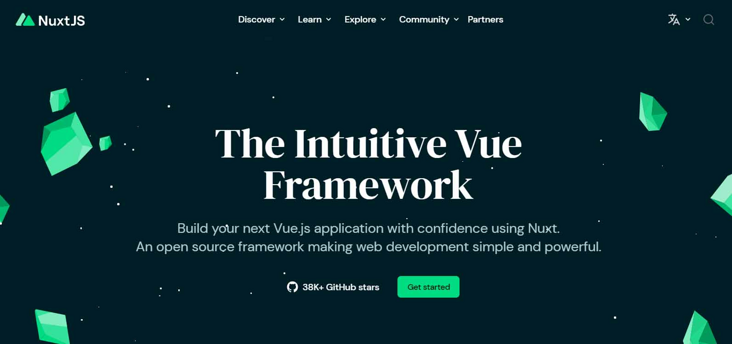 NuxtJS
Discover Learn Explore Community Partners
The Intuitive Vue
Framework
Build your next Vue.js application with confidence using Nuxt.
An open source framework making web development simple and powerful.
38K+ GitHub stars Get started